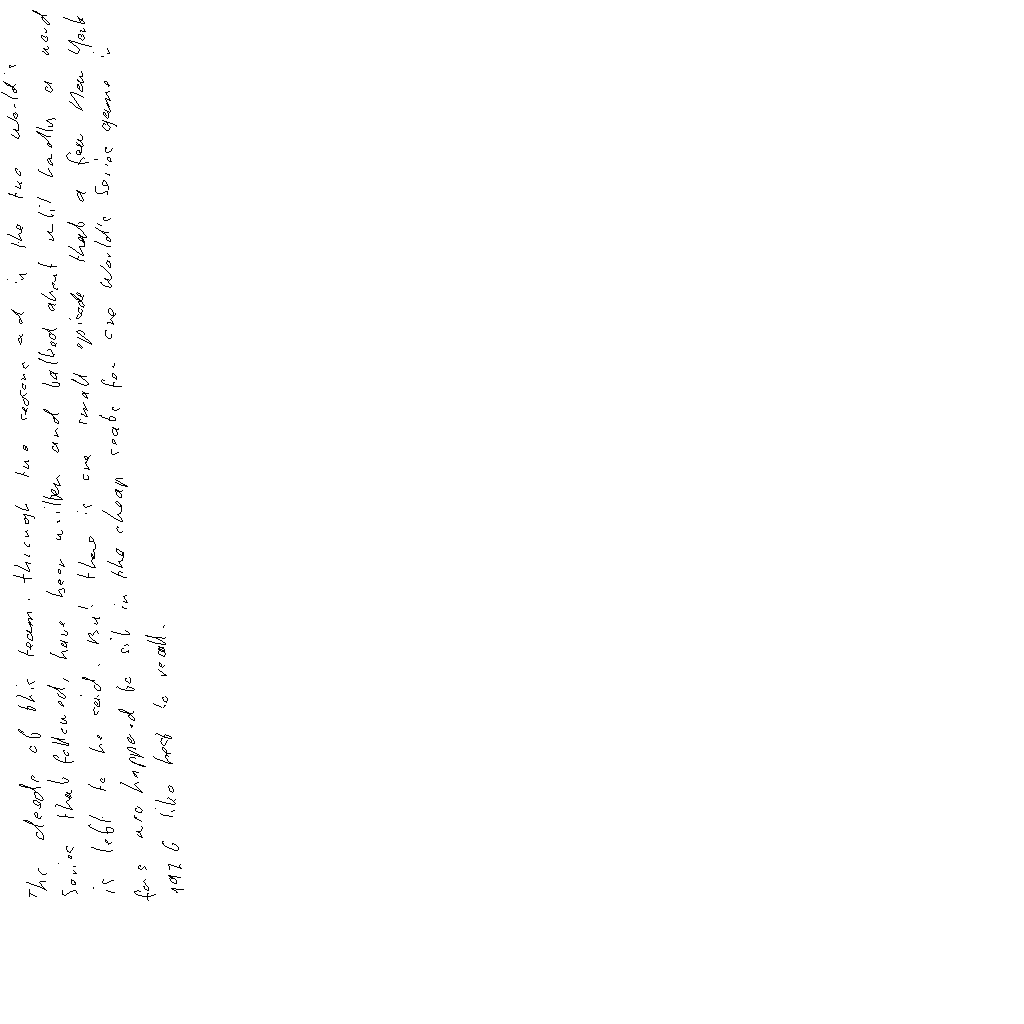 The deeds of this team, through two seasons and in the two world's
Series that followed, have been written and talked about until hardly a word
is left to be said. But there is one small episode that a few New York
fans who happened to sit in the cheap seats for one World's Series game in
1926 like best to recall.